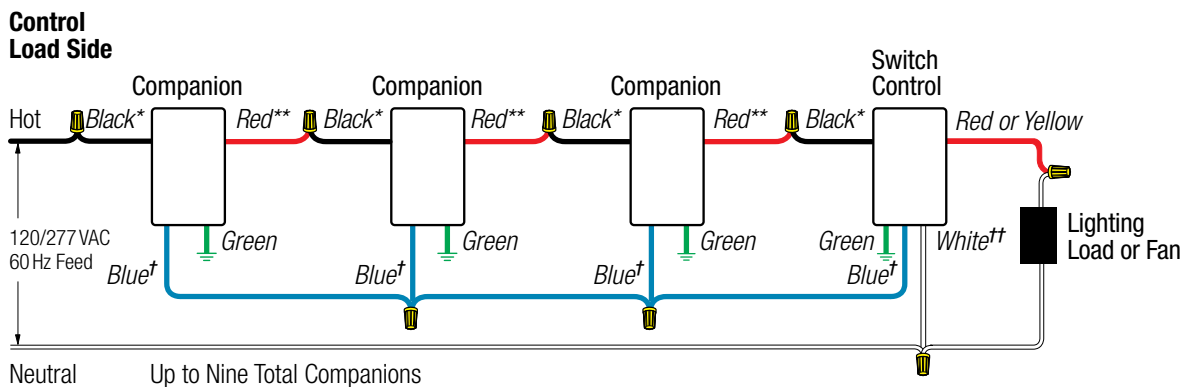 Control
Load Side
Companion
Companion
Companion
Switch
Control
Hot
Black*
Red**
Black*
Red**
Black*
Red**
Black*
Red or Yellow
120/277 VAC
60 Hz Feed
Green
Green
Green
Green
White††
Lighting
Load or Fan
Blue†
Blue†
Blue†
Blue†
Neutral
Up to Nine Total Companions